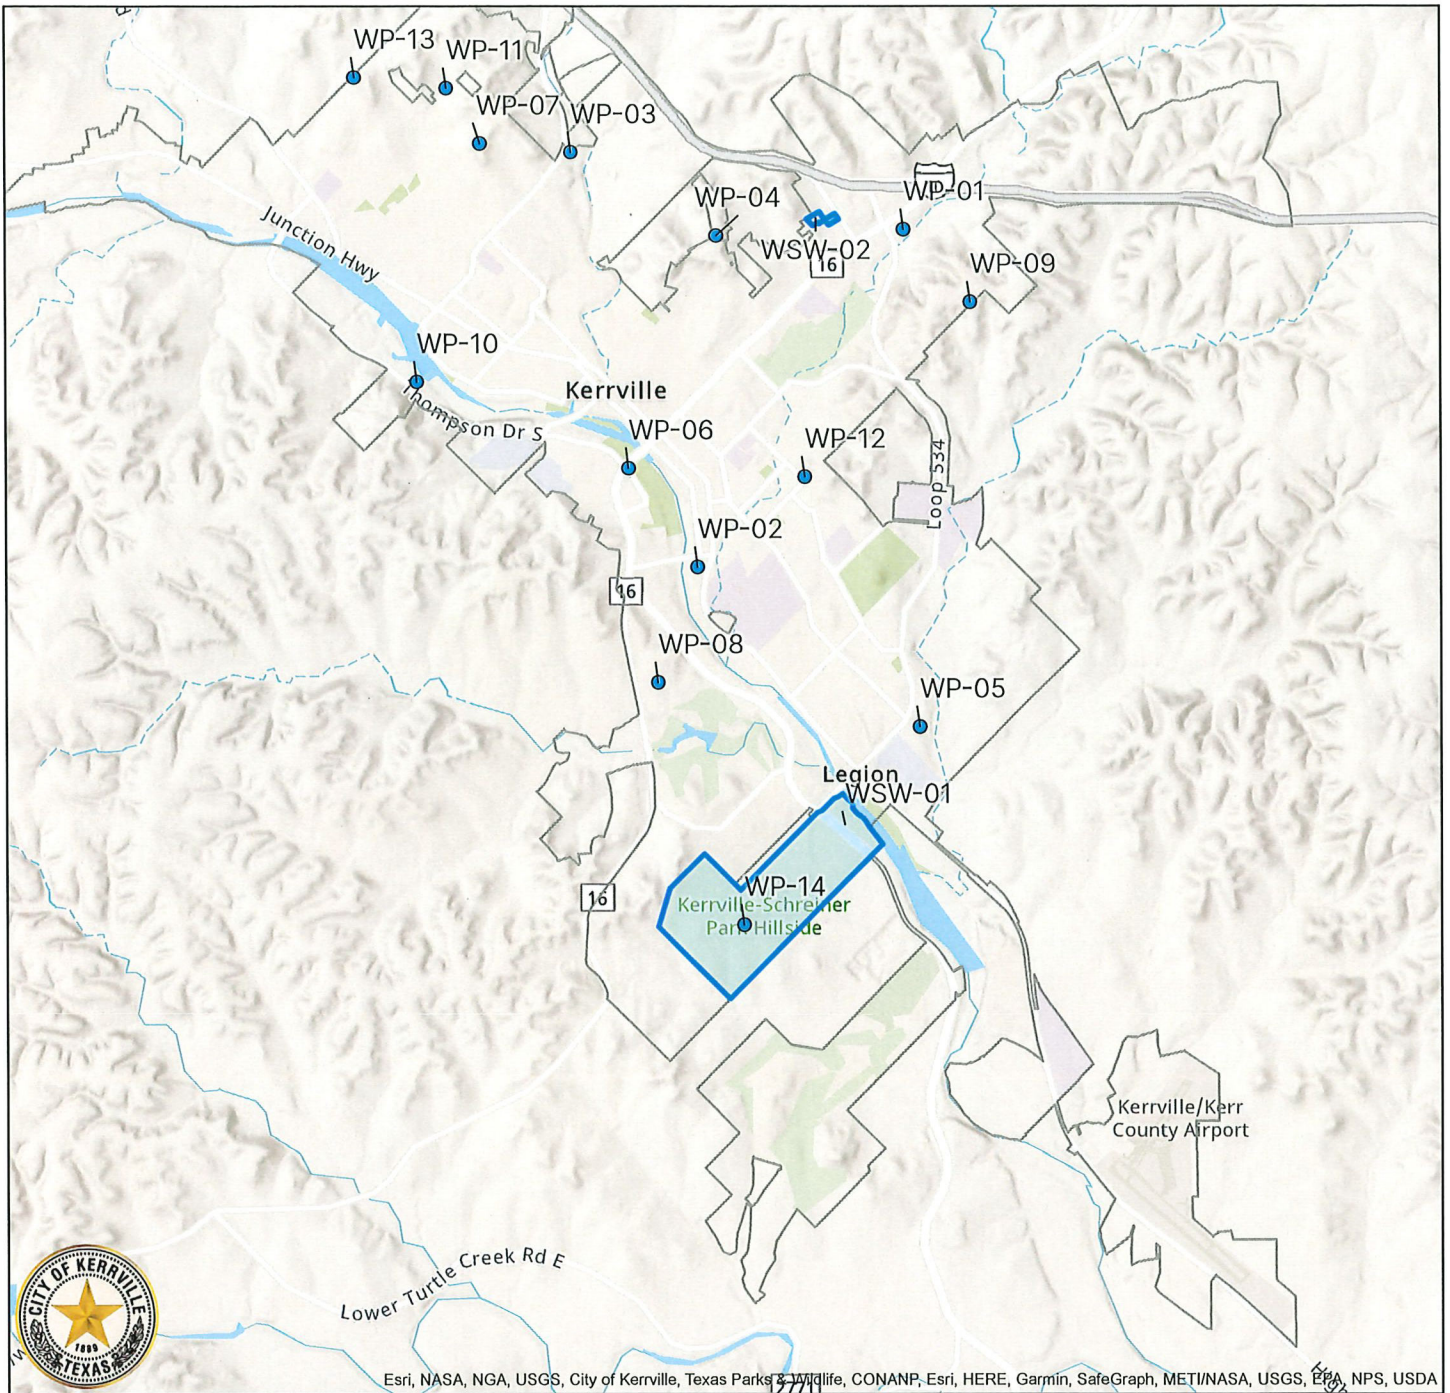 WP-13
WP-11
WP-07
WP-03
WP-04
WP-01
WSW-02
16
WP-09
Junction Hwy
WP-10
Kerrville
Thompson Dr S
WP-06
WP-12
Loop 534
WP-02
16
WP-08
WP-05
Legion
WSW-01
WP-14
16
Kerrville-Schreiner
Park Hillside
Kerrville/Kerr
County Airport
Lower Turtle Creek Rd E
CITY OF KERRVILLE
1889
TEXAS
Esri, NASA, NGA, USGS, City of Kerrville, Texas Parks & Wildlife, CONANP, Esri, HERE, Garmin, SafeGraph, METI/NASA, USGS, EPA, NPS, USDA